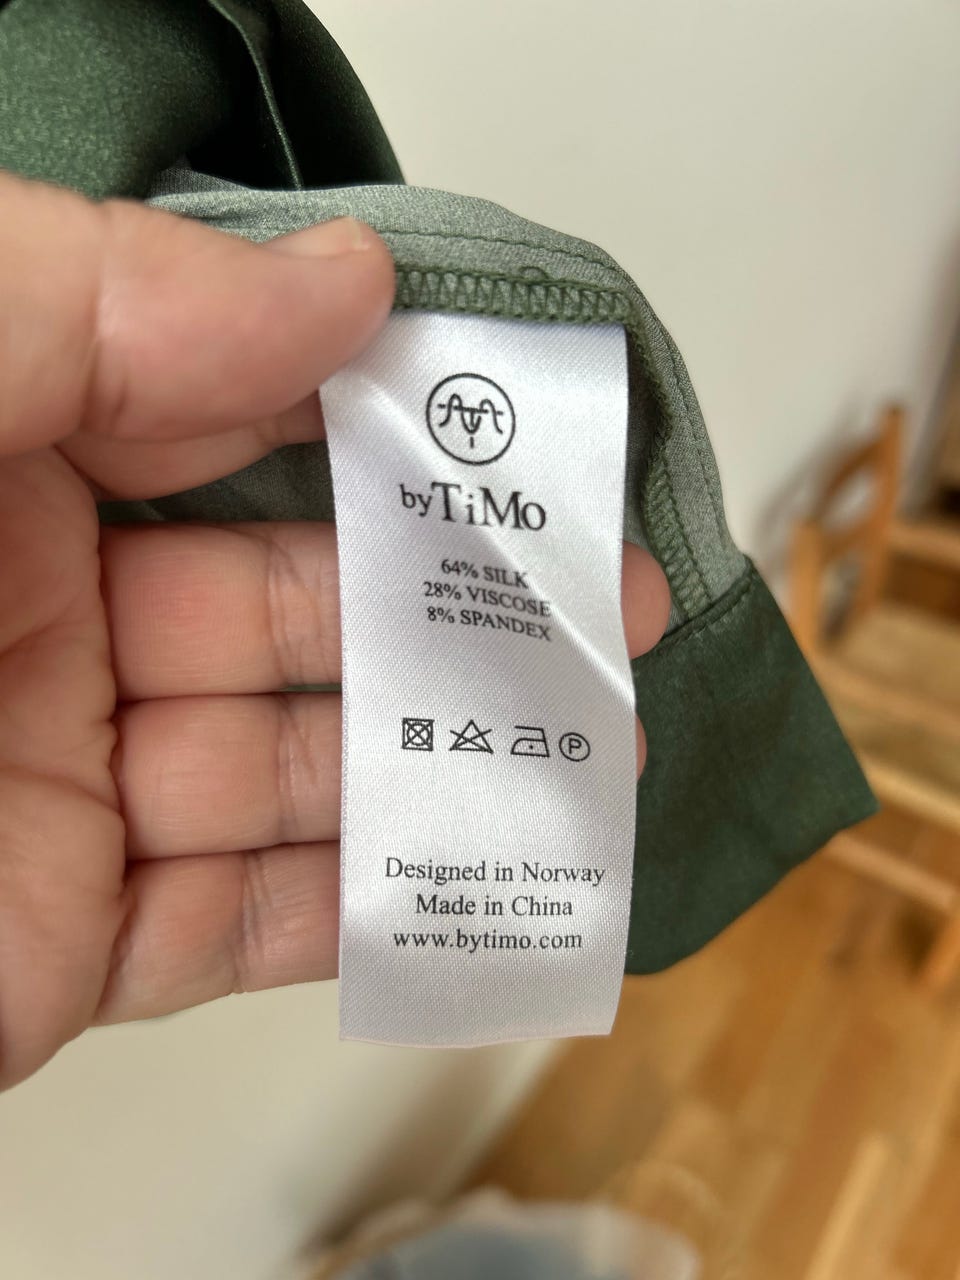 byTiMo
64% SILK
28% VISCOSE
8% SPANDEX
P
Designed in Norway
Made in China
www.bytimo.com